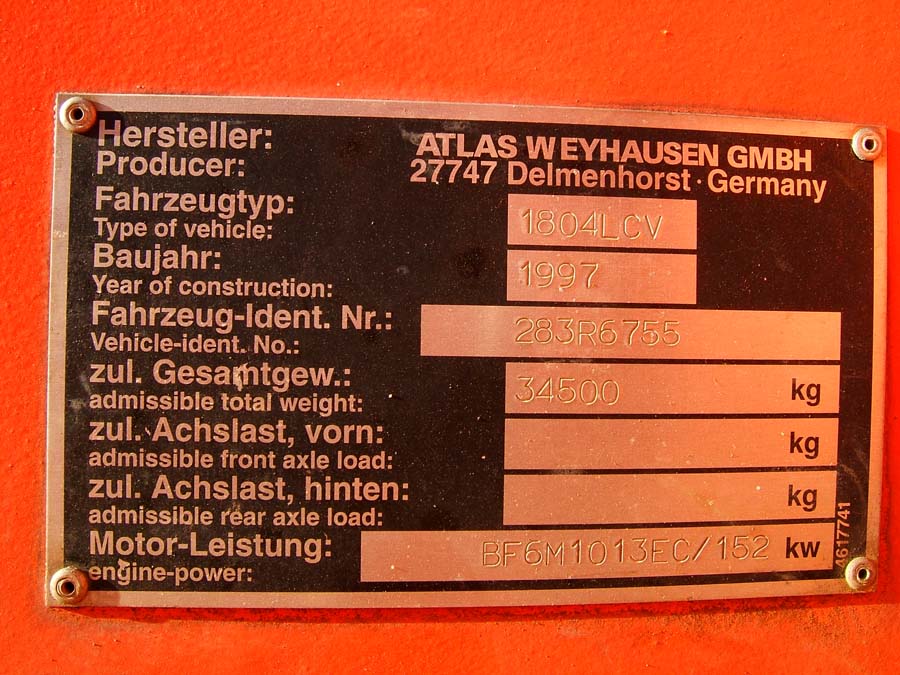 Hersteller:
Producer:
ATLAS WEYHAUSEN GMBH
27747 Delmenhorst · Germany
Fahrzeugtyp:
Type of vehicle:
1804LCV
Baujahr:
Year of construction:
1997
Fahrzeug-Ident. Nr.:
Vehicle-ident. No.:
283R6755
zul. Gesamtgew.:
admissible total weight:
34500 kg
zul. Achslast, vorn:
admissible front axle load:
kg
zul. Achslast, hinten:
admissible rear axle load:
kg
Motor-Leistung:
engine-power:
BF6M1013EC/152 kw
4617741